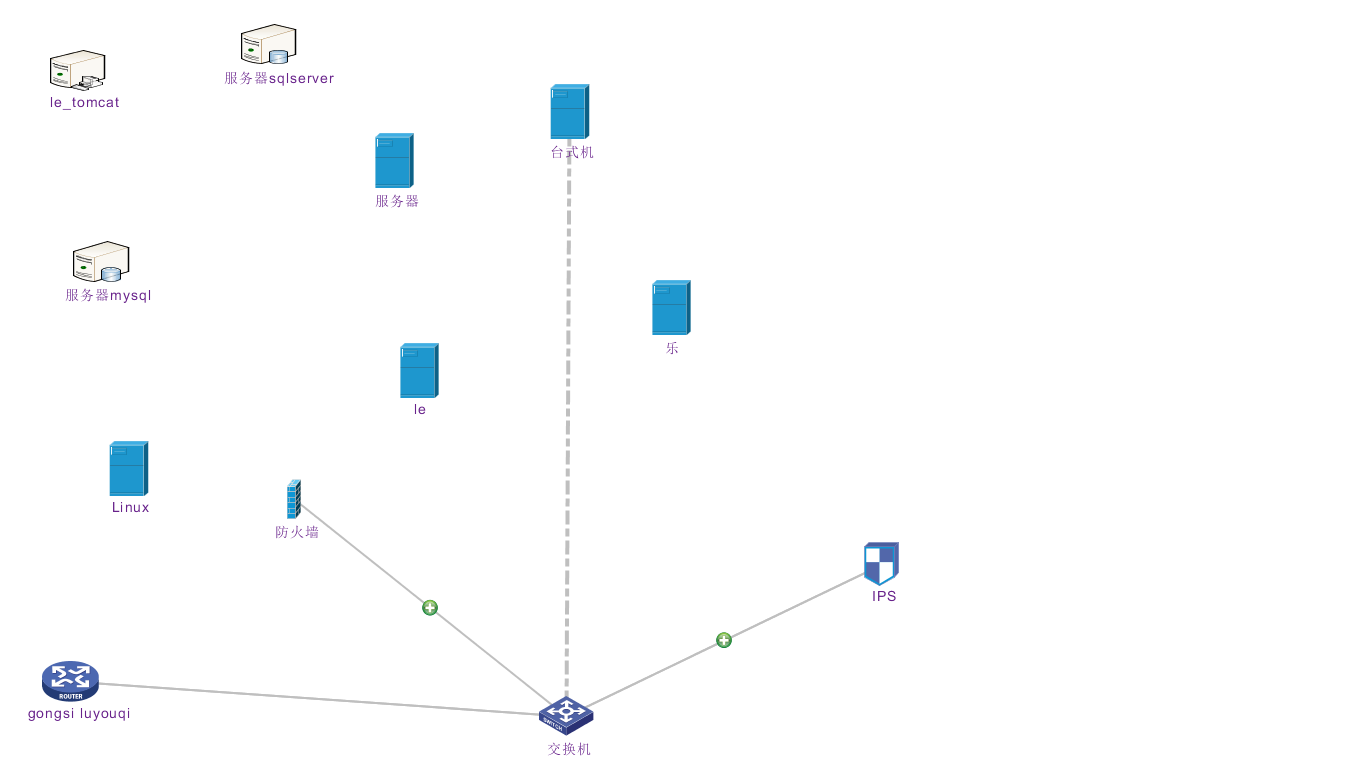 服务器sqlserver
le_tomcat
台式机
服务器
服务器mysql
乐
le
Linux
防火墙
IPS
ROUTER
gongsi luyouqi
SWITCH
交换机